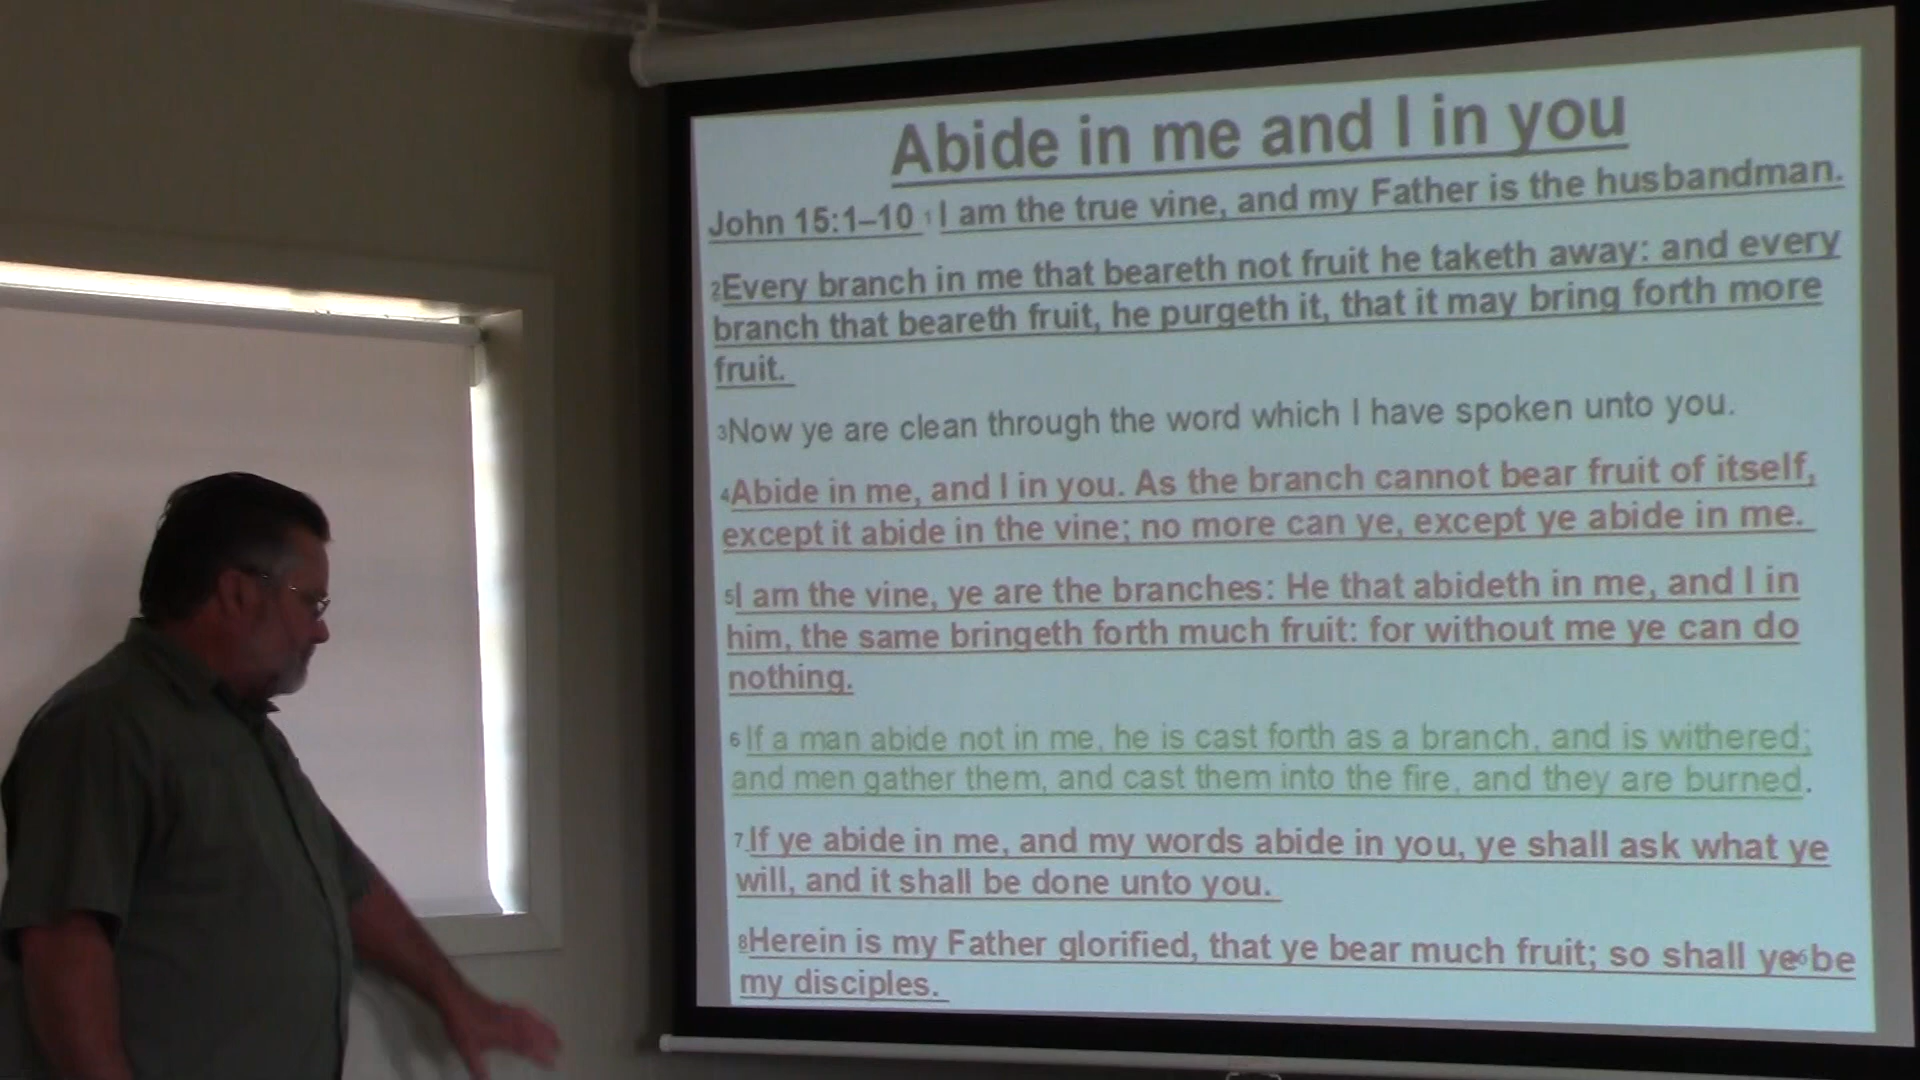 Abide in me and I in you
John 15:1–10 1 I am the true vine, and my Father is the husbandman.
2Every branch in me that beareth not fruit he taketh away: and every
branch that beareth fruit, he purgeth it, that it may bring forth more
fruit.
3Now ye are clean through the word which I have spoken unto you.
4Abide in me, and I in you. As the branch cannot bear fruit of itself,
except it abide in the vine; no more can ye, except ye abide in me.
5I am the vine, ye are the branches: He that abideth in me, and I in
him, the same bringeth forth much fruit: for without me ye can do
nothing.
6 If a man abide not in me, he is cast forth as a branch, and is withered;
and men gather them, and cast them into the fire, and they are burned.
7 If ye abide in me, and my words abide in you, ye shall ask what ye
will, and it shall be done unto you.
8Herein is my Father glorified, that ye bear much fruit; so shall ye6be
my disciples.